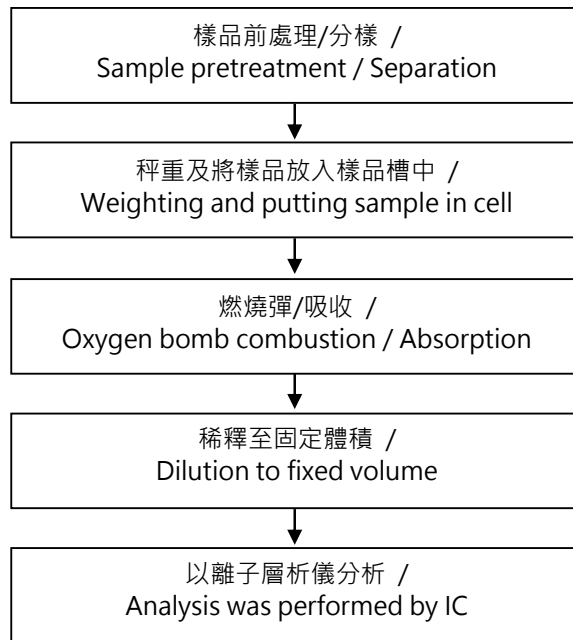 樣品前處理/分樣 /
Sample pretreatment / Separation
秤重及將樣品放入樣品槽中 /
Weighting and putting sample in cell
燃燒彈/吸收 /
Oxygen bomb combustion / Absorption
稀釋至固定體積 /
Dilution to fixed volume
以離子層析儀分析 /
Analysis was performed by IC